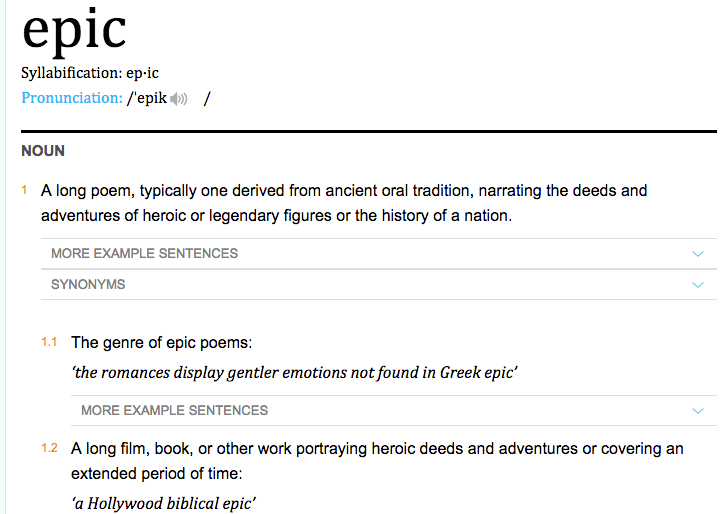 epic
Syllabification: ep·ic
Pronunciation: /ˈepik /
NOUN
1 A long poem, typically one derived from ancient oral tradition, narrating the deeds and
adventures of heroic or legendary figures or the history of a nation.
MORE EXAMPLE SENTENCES
SYNONYMS
1.1 The genre of epic poems:
‘the romances display gentler emotions not found in Greek epic’
MORE EXAMPLE SENTENCES
1.2 A long film, book, or other work portraying heroic deeds and adventures or covering an
extended period of time:
‘a Hollywood biblical epic’